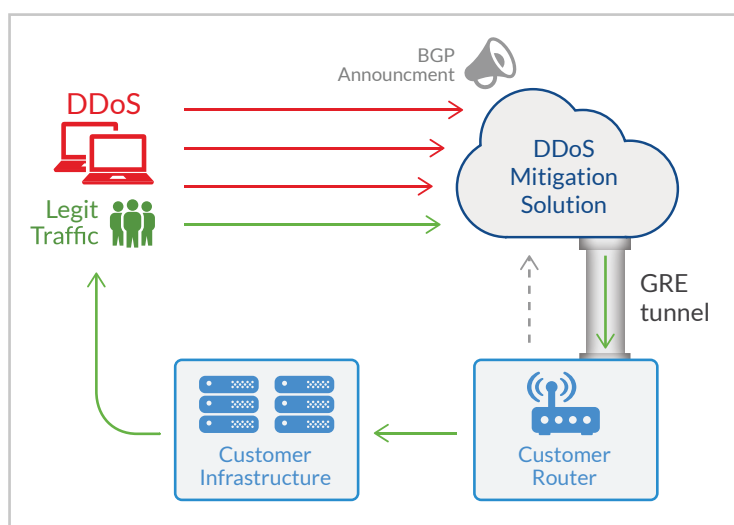 BGP
Announcment
DDoS
Legit
Traffic
DDoS
Mitigation
Solution
GRE
tunnel
Customer
Infrastructure
Customer
Router